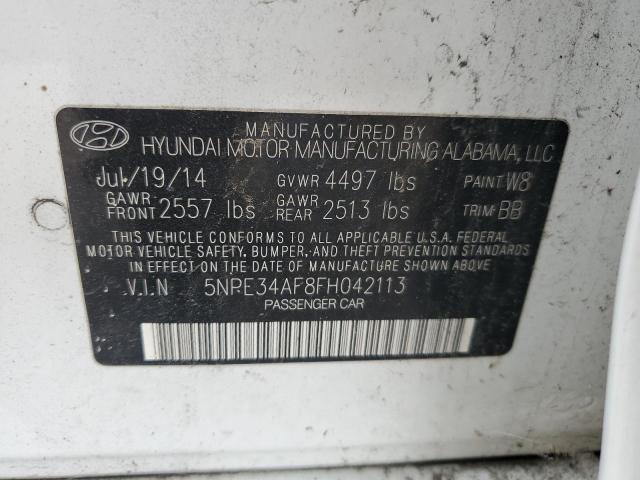 MANUFACTURED BY
HYUNDAI MOTOR MANUFACTURING ALABAMA, LLC
Jul/19/14 GVWR 4497 lbs PAINT W8
GAWR FRONT 2557 lbs GAWR REAR 2513 lbs TRIM BB
THIS VEHICLE CONFORMS TO ALL APPLICABLE U.S.A. FEDERAL
MOTOR VEHICLE SAFETY, BUMPER, AND THEFT PREVENTION STANDARDS
IN EFFECT ON THE DATE OF MANUFACTURE SHOWN ABOVE.
V.I.N 5NPE34AF8FH042113
PASSENGER CAR